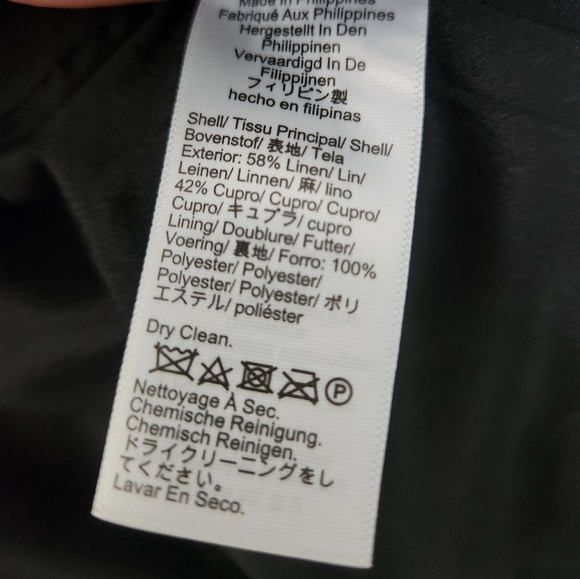 Made In Philippines
Fabriqué Aux Philippines
Hergestellt In Den
Philippinen
Vervaardigd In De
Filippijnen
フィリピン製
hecho en filipinas
Shell/ Tissu Principal/ Shell/
Bovenstof/ 表地/ Tela
Exterior: 58% Linen/ Lin/
Leinen/ Linnen/ 麻/ lino
42% Cupro/ Cupro/ Cupro/
Cupro/ キュプラ/ cupro
Lining/ Doublure/ Futter/
Voering/ 裏地/ Forro: 100%
Polyester/ Polyester/
Polyester/ Polyester/ ポリ
エステル/ poliéster
Dry Clean.
P
Nettoyage À Sec.
Chemische Reinigung.
Chemisch Reinigen.
ドライクリーニングをし
てください。
Lavar En Seco.